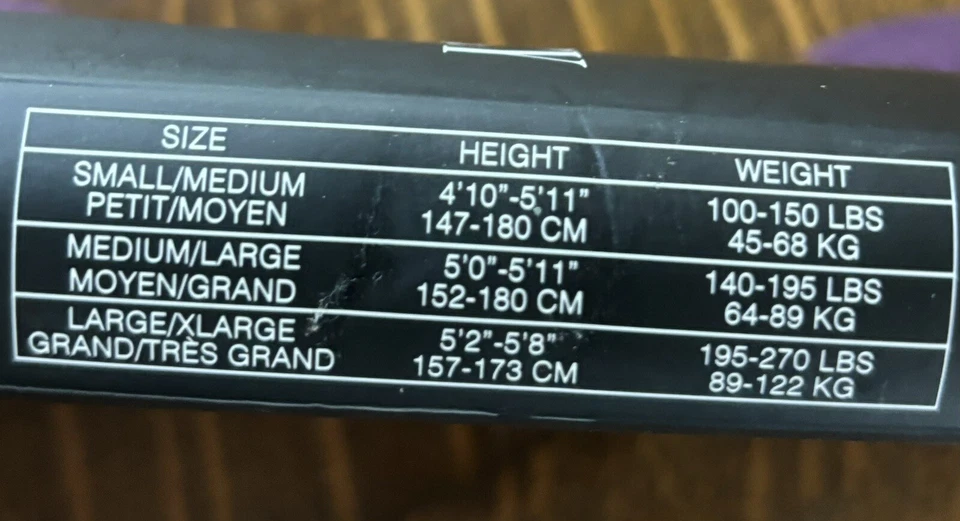 SIZE HEIGHT WEIGHT
SMALL/MEDIUM 4'10"-5'11" 100-150 LBS
PETIT/MOYEN 147-180 CM 45-68 KG
MEDIUM/LARGE 5'0"-5'11" 140-195 LBS
MOYEN/GRAND 152-180 CM 64-89 KG
LARGE/XLARGE 5'2"-5'8" 195-270 LBS
GRAND/TRÈS GRAND 157-173 CM 89-122 KG